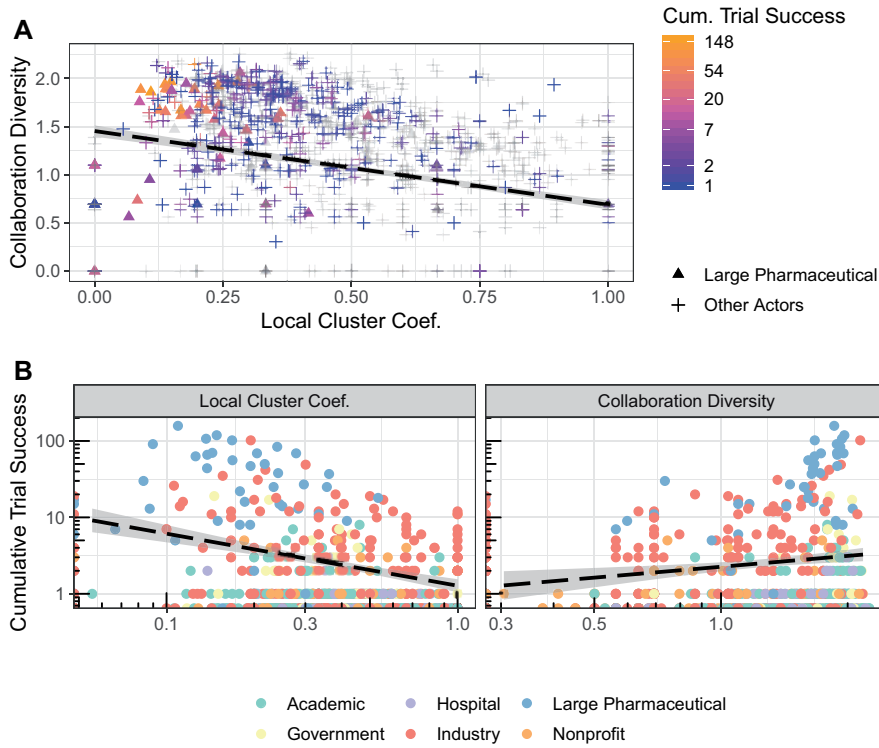 A
Cum. Trial Success
148
54
20
7
2
1
Collaboration Diversity
2.0
1.5
1.0
0.5
0.0
0.00
0.25
0.50
0.75
1.00
Local Cluster Coef.
Large Pharmaceutical
Other Actors
B
Local Cluster Coef.
Collaboration Diversity
Cumulative Trial Success
100
10
1
0.1
0.3
1.0
0.3
0.5
1.0
Academic
Hospital
Large Pharmaceutical
Government
Industry
Nonprofit